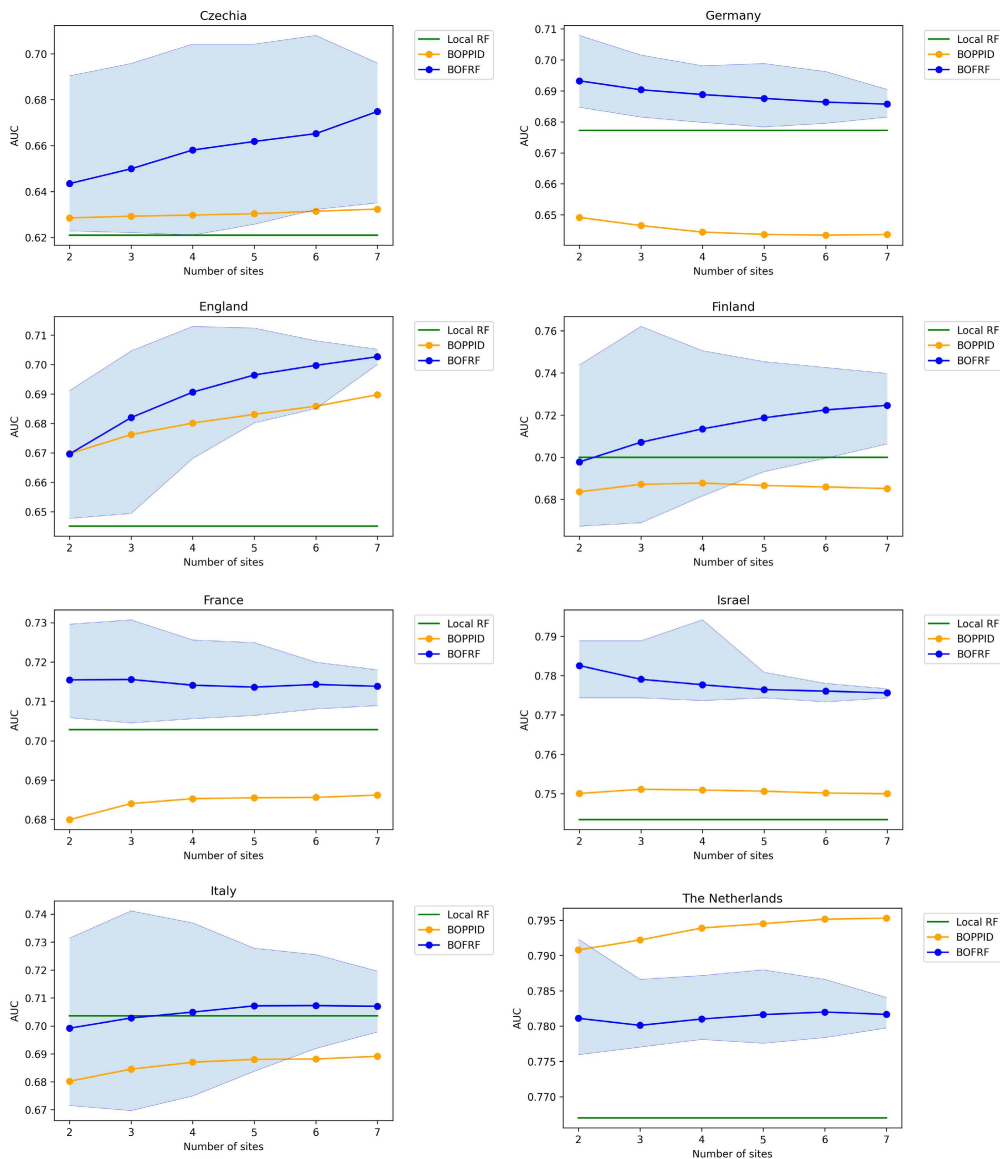 Czechia
0.70
0.68
0.66
0.64
0.62
AUC
2 3 4 5 6 7
Number of sites
Local RF
BOPPID
BOFRF
Germany
0.71
0.70
0.69
0.68
0.67
0.66
0.65
AUC
2 3 4 5 6 7
Number of sites
Local RF
BOPPID
BOFRF
England
0.71
0.70
0.69
0.68
0.67
0.66
0.65
AUC
2 3 4 5 6 7
Number of sites
Local RF
BOPPID
BOFRF
Finland
0.76
0.74
0.72
0.70
0.68
AUC
2 3 4 5 6 7
Number of sites
Local RF
BOPPID
BOFRF
France
0.73
0.72
0.71
0.70
0.69
0.68
AUC
2 3 4 5 6 7
Number of sites
Local RF
BOPPID
BOFRF
Israel
0.79
0.78
0.77
0.76
0.75
AUC
2 3 4 5 6 7
Number of sites
Local RF
BOPPID
BOFRF
Italy
0.74
0.73
0.72
0.71
0.70
0.69
0.68
0.67
AUC
2 3 4 5 6 7
Number of sites
Local RF
BOPPID
BOFRF
The Netherlands
0.795
0.790
0.785
0.780
0.775
0.770
AUC
2 3 4 5 6 7
Number of sites
Local RF
BOPPID
BOFRF